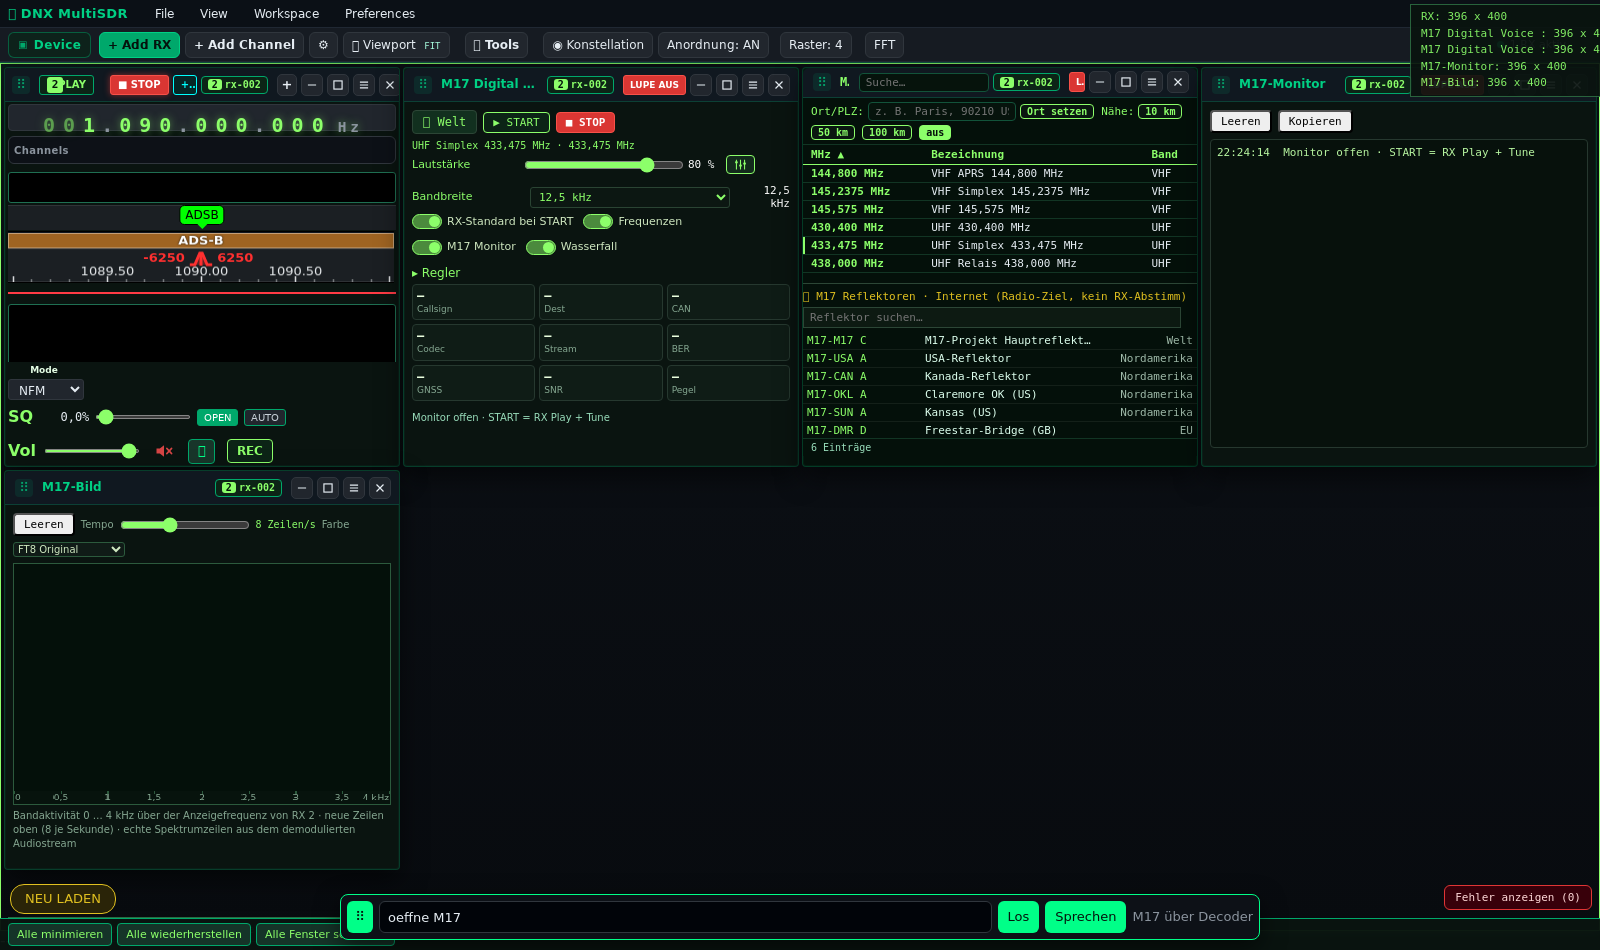 DNX MultiSDR File View Workspace Preferences
Device + Add RX + Add Channel Viewport FIT Tools Konstellation Anordnung: AN Raster: 4 FFT
RX: 396 x 400
M17 Digital Voice : 396 x 4
M17 Digital Voice : 396 x 4
M17-Monitor: 396 x 400
M17-Bild: 396 x 400
2 PLAY ■ STOP +.. 2 rx-002 +
001.090.000.000 Hz
Channels
ADSB
ADS-B
-6250 6250
1089.50 1090.00 1090.50
Mode
NFM
SQ 0,0% OPEN AUTO
Vol REC
M17 Digital ... 2 rx-002 LUPE AUS
Welt ▶ START ■ STOP
UHF Simplex 433,475 MHz · 433,475 MHz
Lautstärke 80 %
Bandbreite 12,5 kHz 12,5
kHz
RX-Standard bei START Frequenzen
M17 Monitor Wasserfall
▸ Regler
– – –
Callsign Dest CAN
– – –
Codec Stream BER
– – –
GNSS SNR Pegel
Monitor offen · START = RX Play + Tune
M. Suche... 2 rx-002 L
Ort/PLZ: z. B. Paris, 90210 U Ort setzen Nähe: 10 km
50 km 100 km aus
MHz ▲ Bezeichnung Band
144,800 MHz VHF APRS 144,800 MHz VHF
145,2375 MHz VHF Simplex 145,2375 MHz VHF
145,575 MHz VHF 145,575 MHz VHF
430,400 MHz UHF 430,400 MHz UHF
433,475 MHz UHF Simplex 433,475 MHz UHF
438,000 MHz UHF Relais 438,000 MHz UHF
M17 Reflektoren · Internet (Radio-Ziel, kein RX-Abstimm)
Reflektor suchen…
M17-M17 C M17-Projekt Hauptreflekt… Welt
M17-USA A USA-Reflektor Nordamerika
M17-CAN A Kanada-Reflektor Nordamerika
M17-OKL A Claremore OK (US) Nordamerika
M17-SUN A Kansas (US) Nordamerika
M17-DMR D Freestar-Bridge (GB) EU
6 Einträge
M17-Monitor 2 rx-002
Leeren Kopieren
22:24:14 Monitor offen · START = RX Play + Tune
M17-Bild 2 rx-002
Leeren Tempo 8 Zeilen/s Farbe
FT8 Original
0 0,5 1 1,5 2 2,5 3 3,5 4 kHz
Bandaktivität 0 … 4 kHz über der Anzeigefrequenz von RX 2 · neue Zeilen
oben (8 je Sekunde) · echte Spektrumzeilen aus dem demodulierten
Audiostream
NEU LADEN
oeffne M17 Los Sprechen M17 über Decoder
Fehler anzeigen (0)
Alle minimieren Alle wiederherstellen Alle Fenster s